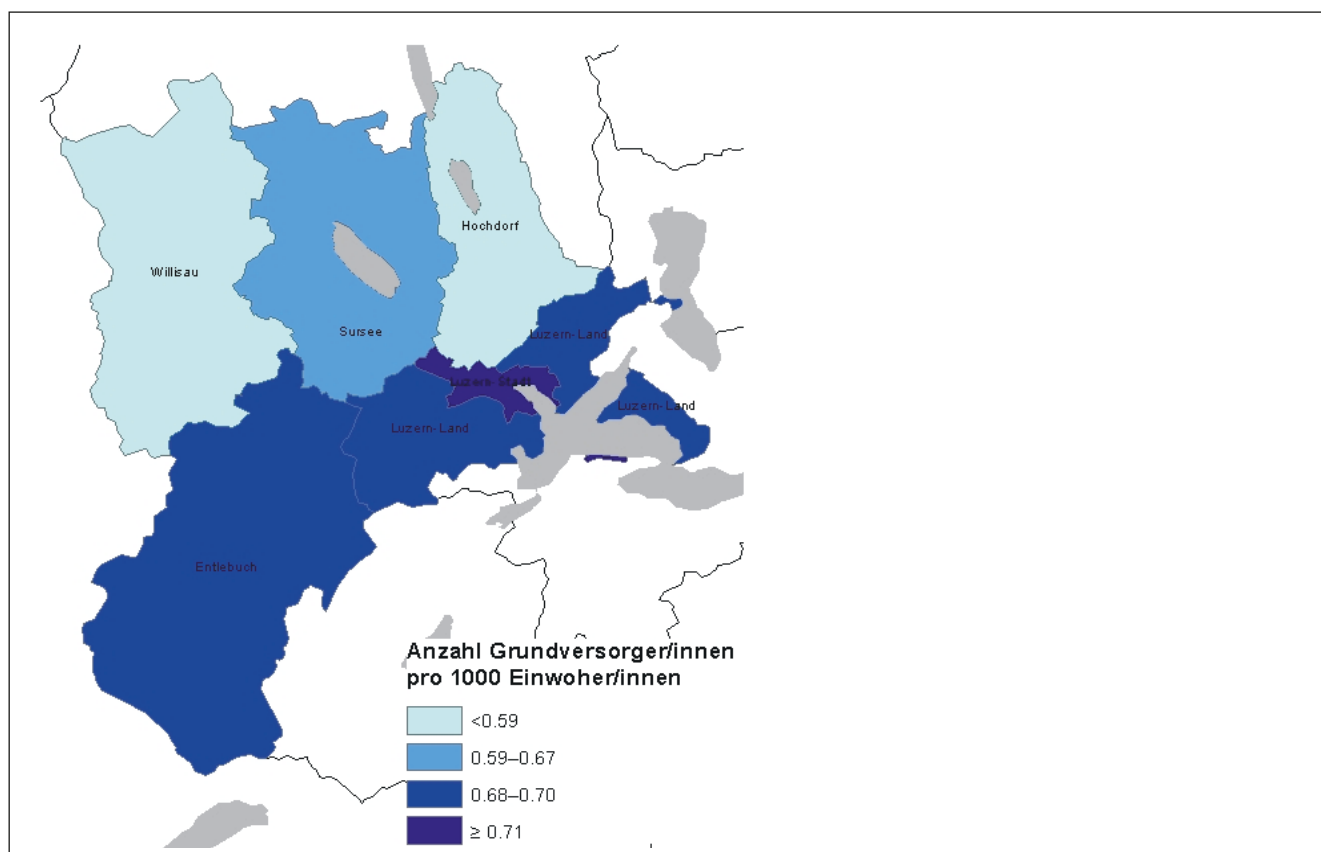 Hochdorf
Willisau
Sursee
Luzern-Land
Luzern-Stadt
Luzern-Land
Luzern-Land
Entlebuch
Anzahl Grundversorger/innen
pro 1000 Einwoher/innen
<0.59
0.59–0.67
0.68–0.70
≥ 0.71